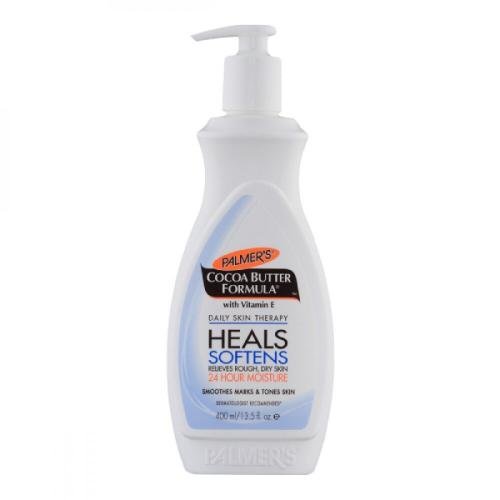 PALMER'S®
COCOA BUTTER
FORMULA®
with Vitamin E
DAILY SKIN THERAPY
HEALS
SOFTENS
RELIEVES ROUGH, DRY SKIN
24 HOUR MOISTURE
SMOOTHES MARKS & TONES SKIN
DERMATOLOGIST RECOMMENDED*
400 ml/13.5 fl. oz. e
PALMER'S